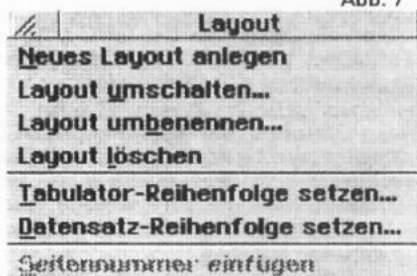 Abb. 7
Layout
Neues Layout anlegen
Layout umschalten...
Layout umbenennen...
Layout löschen
Tabulator-Reihenfolge setzen...
Datensatz-Reihenfolge setzen...
Seitennummer einfügen